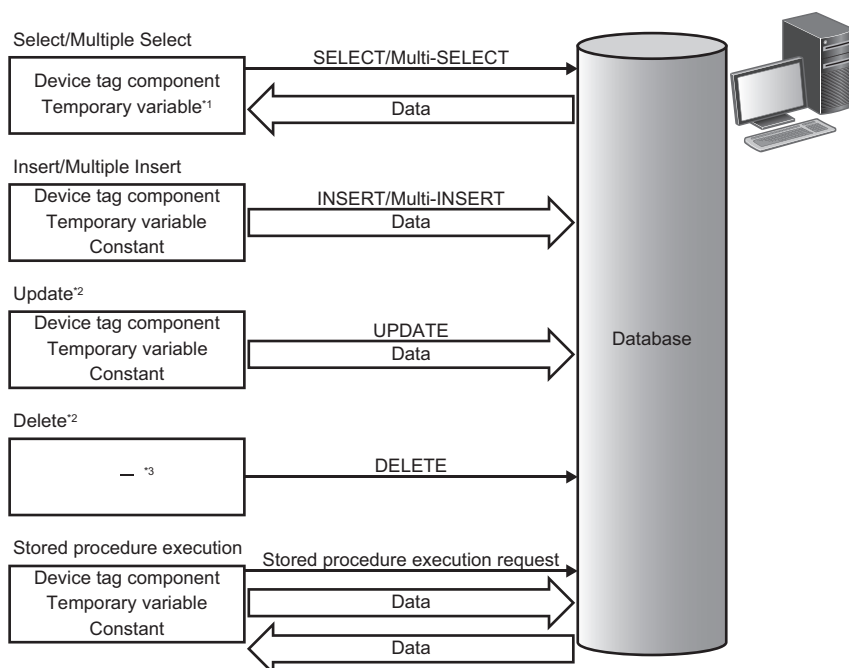 Select/Multiple Select
Device tag component
Temporary variable*1
SELECT/Multi-SELECT
Data
Insert/Multiple Insert
Device tag component
Temporary variable
Constant
INSERT/Multi-INSERT
Data
Update*2
Device tag component
Temporary variable
Constant
UPDATE
Data
Database
Delete*2
– *3
DELETE
Stored procedure execution
Device tag component
Temporary variable
Constant
Stored procedure execution request
Data
Data